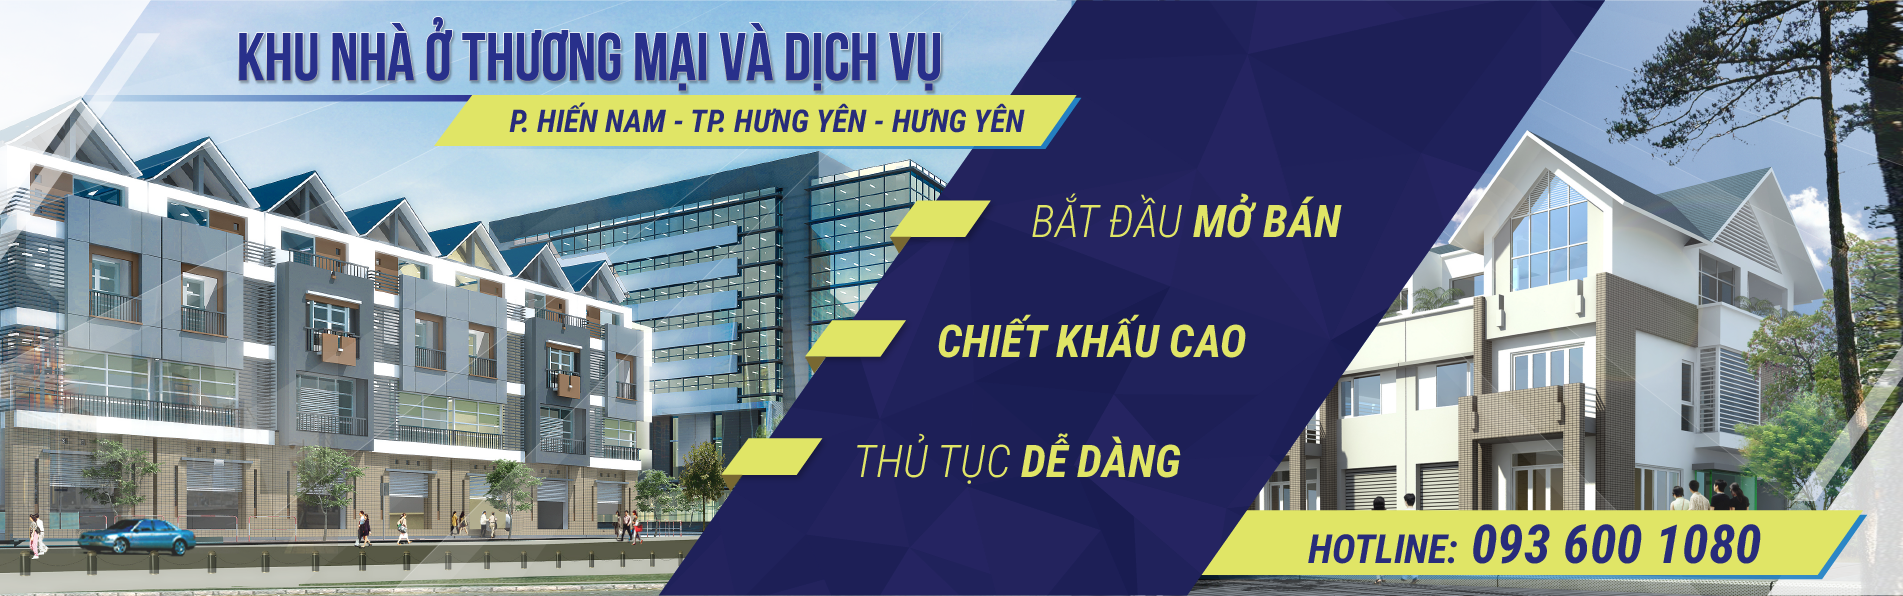 KHU NHÀ Ở THƯƠNG MẠI VÀ DỊCH VỤ
P. HIẾN NAM - TP. HƯNG YÊN - HƯNG YÊN
BẮT ĐẦU MỞ BÁN
CHIẾT KHẤU CAO
THỦ TỤC DỄ DÀNG
HOTLINE: 093 600 1080